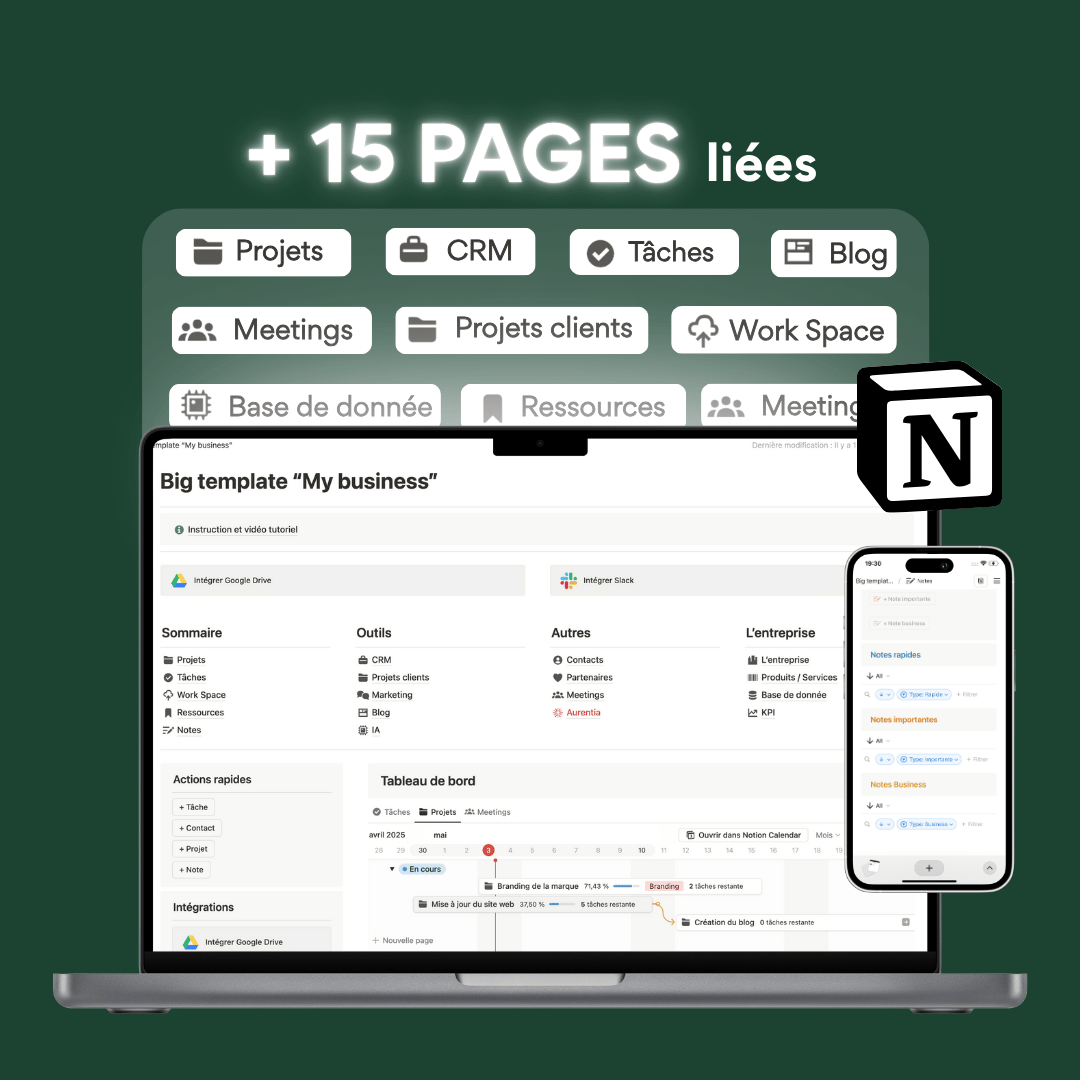 + 15 PAGES liées
Projets CRM Tâches Blog
Meetings Projets clients Work Space
Base de donnée Ressources Meeting
N
template “My business” Dernière modification : Il y a 1
Big template “My business”
Instruction et vidéo tutoriel
Intégrer Google Drive Intégrer Slack
Sommaire Outils Autres L’entreprise
Projets CRM Contacts L’entreprise
Tâches Projets clients Partenaires Produits / Services
Work Space Marketing Meetings Base de donnée
Ressources Blog Aurentia KPI
Notes IA
Actions rapides
+ Tâche
+ Contact
+ Projet
+ Note
Intégrations
Intégrer Google Drive
Tableau de bord
Tâches Projets Meetings
avril 2025 mai Ouvrir dans Notion Calendar Mois
28 29 30 1 2 3 4 5 6 7 8 9 10 11 12 13 14 15 16 17 18 19
En cours
Branding de la marque 71,43 % Branding 2 tâches restante
Mise à jour du site web 37,50 % 5 tâches restante
Création du blog 0 tâches restante
+ Nouvelle page
19:30
Big templat... / Notes
+ Note importante
+ Note business
Notes rapides
All
Type: Rapide + Filtrer
Notes importantes
All
Type: Importante + Filtrer
Notes Business
All
Type: Business + Filtrer
+